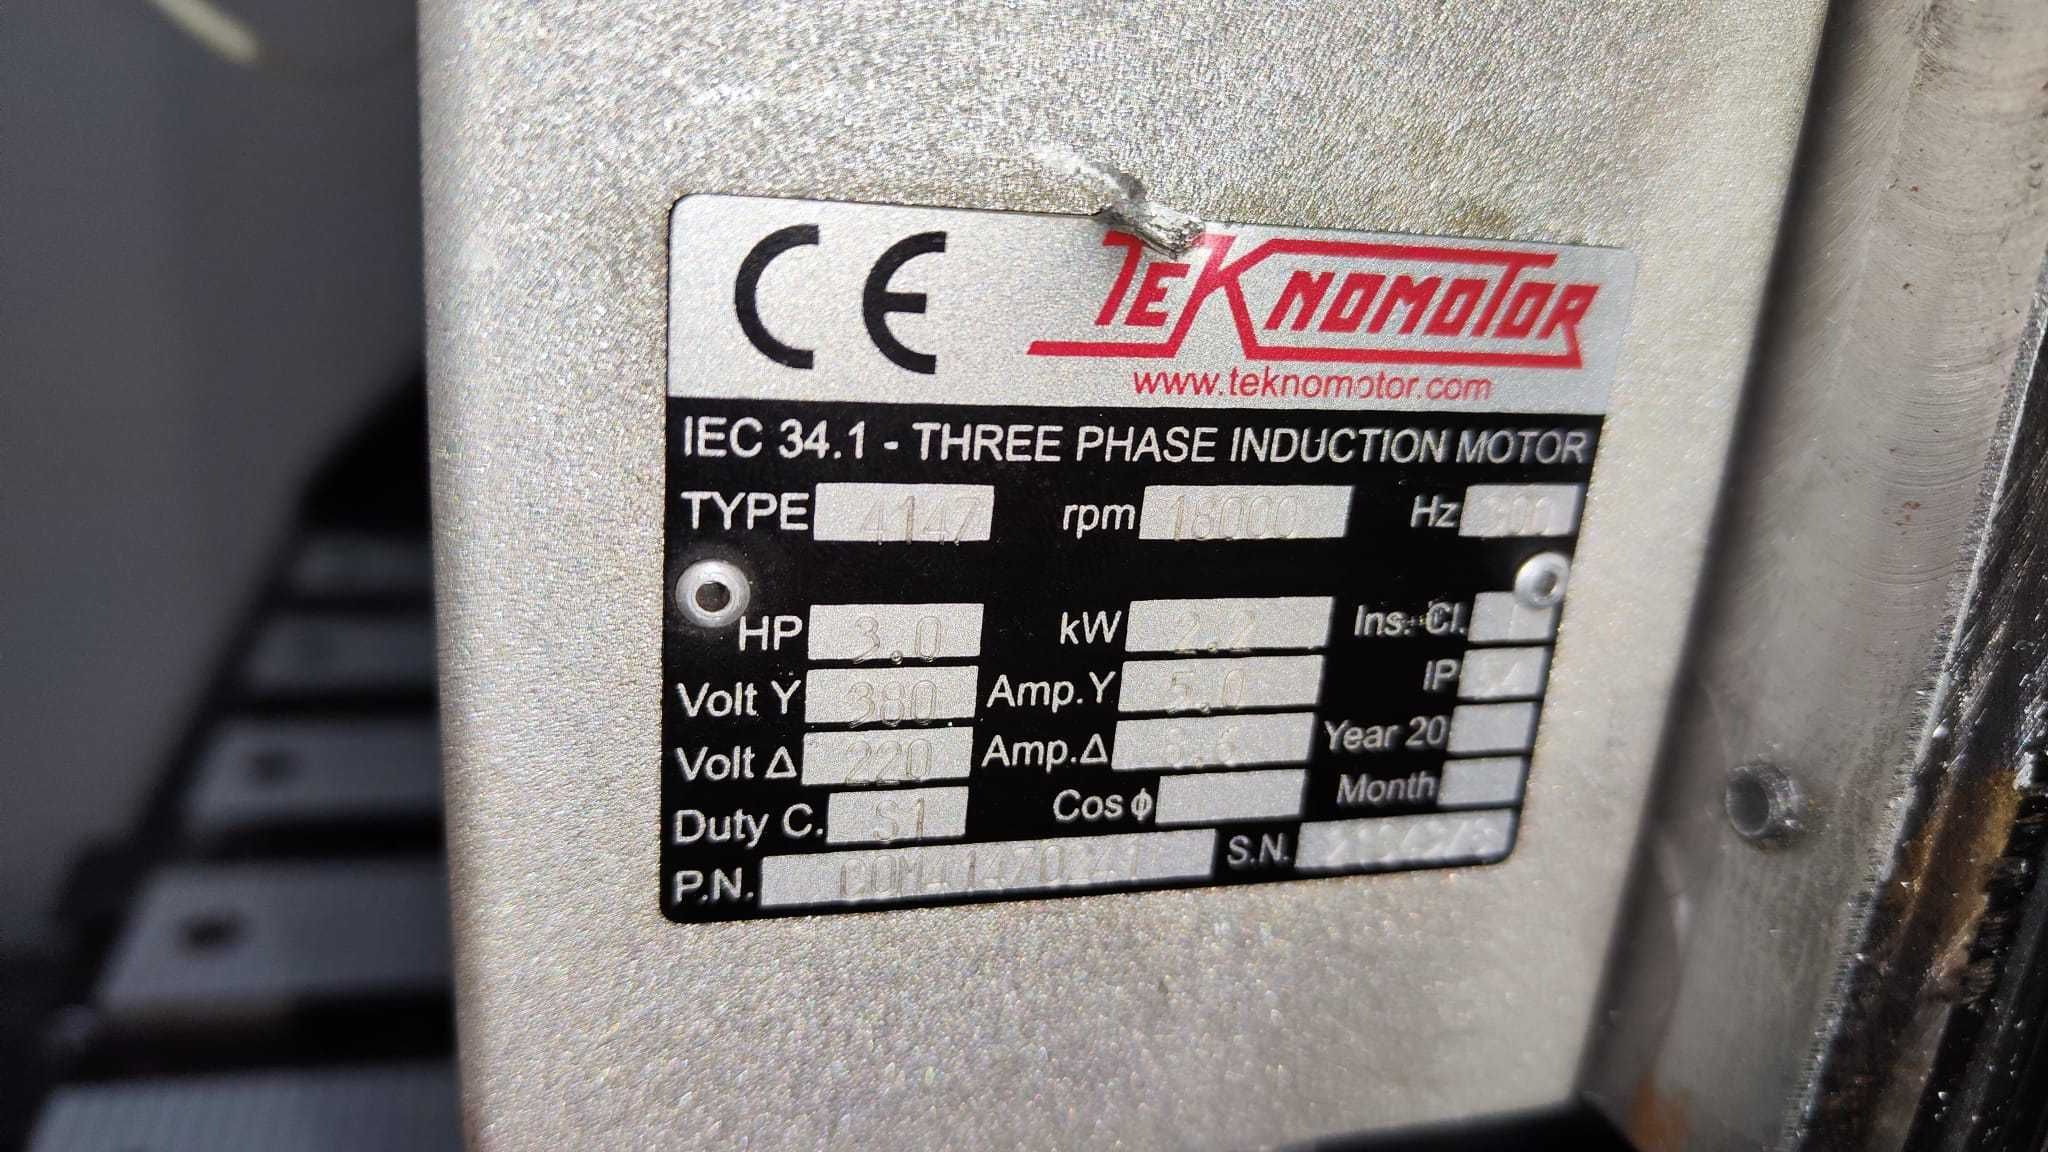 CE TEKNOMOTOR
www.teknomotor.com
IEC 34.1 - THREE PHASE INDUCTION MOTOR
TYPE 4147 rpm 18000 Hz 300
HP 3.0 kW 2.2 Ins. Cl.
Volt Y 380 Amp.Y 5.0 IP
Volt Δ 220 Amp.Δ Year 20
Duty C. S1 Cos ϕ Month
P.N. S.N.